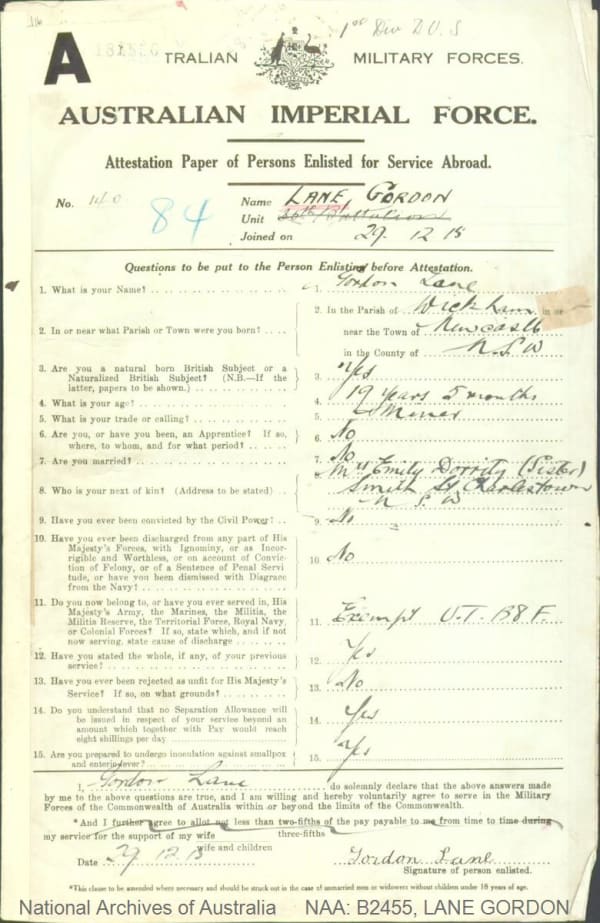 1st Div D.U.S
A
TRALIAN MILITARY FORCES.
AUSTRALIAN IMPERIAL FORCE.
Attestation Paper of Persons Enlisted for Service Abroad.
No. 140
84
Name LANE, GORDON
Unit Battalion
Joined on 29. 12 15
Questions to be put to the Person Enlisting before Attestation.
1. What is your Name? 1. Gordon Lane
2. In or near what Parish or Town were you born? 2. In the Parish of Wickham in or
near the Town of Newcastle
in the County of N.S.W
3. Are you a natural born British Subject or a
Naturalized British Subject? (N.B.—If the
latter, papers to be shown.) 3. Yes
4. What is your age? 4. 19 years 5 months
5. What is your trade or calling? 5. Miner
6. Are you, or have you been, an Apprentice? If so,
where, to whom, and for what period? 6. No
7. Are you married? 7. No
8. Who is your next of kin? (Address to be stated) 8. Mrs Emily Dorrity (Sister)
Smith St Charlestown
N.S.W
9. Have you ever been convicted by the Civil Power? 9. No
10. Have you ever been discharged from any part of His
Majesty's Forces, with Ignominy, or as Incor-
rigible and Worthless, or on account of Convic-
tion of Felony, or of a Sentence of Penal Servi
tude, or have you been dismissed with Disgrace
from the Navy? 10. No
11. Do you now belong to, or have you ever served in, His
Majesty's Army, the Marines, the Militia, the
Militia Reserve, the Territorial Force, Royal Navy,
or Colonial Forces? If so, state which, and if not
now serving, state cause of discharge 11. Exempt U.T. B8F.
12. Have you stated the whole, if any, of your previous
service? 12. Yes
13. Have you ever been rejected as unfit for His Majesty's
Service? If so, on what grounds? 13. No
14. Do you understand that no Separation Allowance will
be issued in respect of your service beyond an
amount which together with Pay would reach
eight shillings per day 14. Yes
15. Are you prepared to undergo inoculation against smallpox
and enteric fever? 15. Yes
I, Gordon Lane do solemnly declare that the above answers made
by me to the above questions are true, and I am willing and hereby voluntarily agree to serve in the Military
Forces of the Commonwealth of Australia within or beyond the limits of the Commonwealth.
*And I further agree to allot not less than two-fifths of the pay payable to me from time to time during
three-fifths
my service for the support of my wife
wife and children
Date 29 12 15 Gordon Lane
Signature of person enlisted.
*This clause to be amended where necessary and should be struck out in the case of unmarried men or widowers without children under 18 years of age.
National Archives of Australia NAA: B2455, LANE GORDON